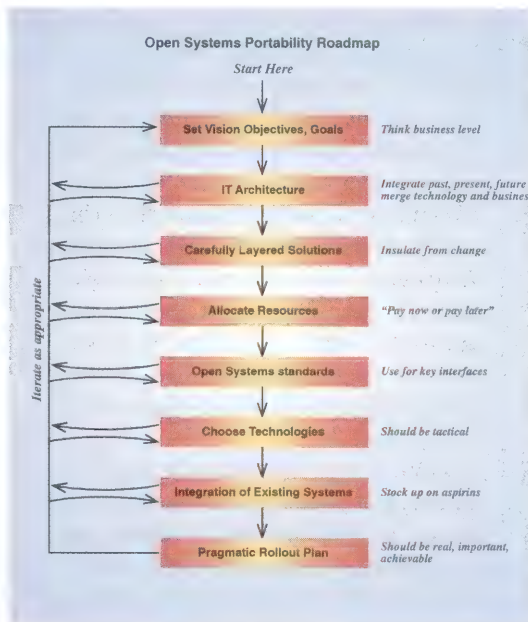 Open Systems Portability Roadmap
Start Here
Set Vision Objectives, Goals
Think business level
IT Architecture
Integrate past, present, future
merge technology and busines
Carefully Layered Solutions
Insulate from change
Allocate Resources
"Pay now or pay later"
Open Systems standards
Use for key interfaces
Choose Technologies
Should be tactical
Integration of Existing Systems
Stock up on aspirins
Pragmatic Rollout Plan
Should be real, important,
achievable
Iterate as appropriate